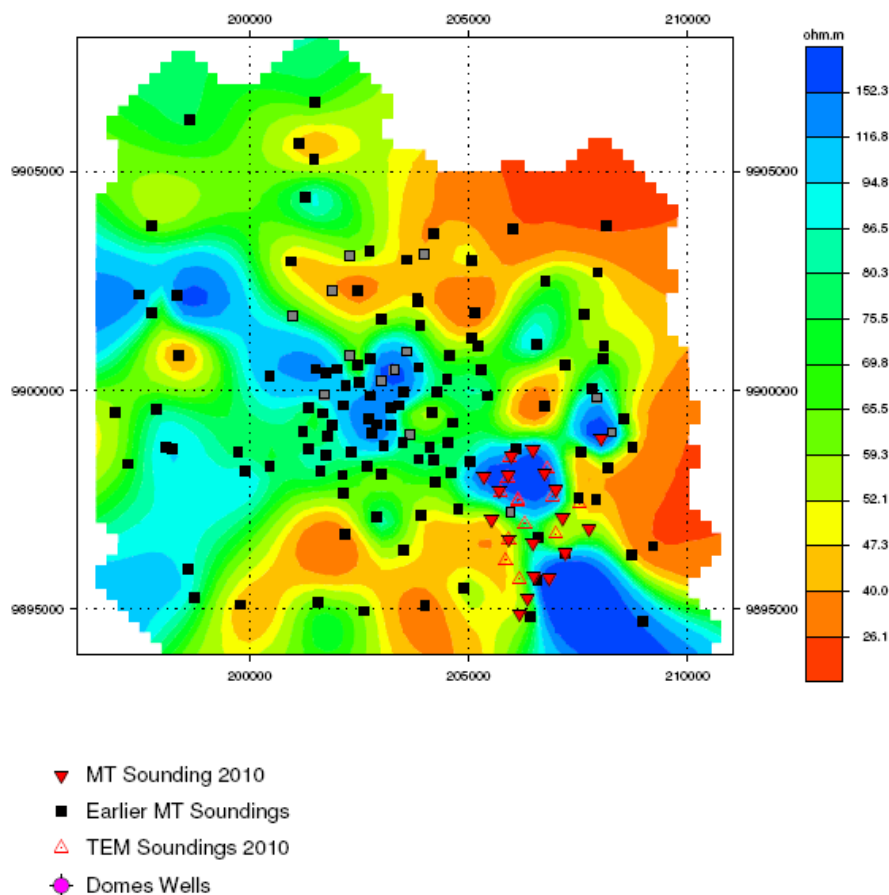 200000 205000 210000 ohm.m
152.3
116.8
94.8
9905000 9905000
86.5
80.3
75.5
70.4
9900000 9900000
65.5
59.3
52.1
47.3
40.0
9895000 9895000
26.1
200000 205000 210000
MT Sounding 2010
Earlier MT Soundings
TEM Soundings 2010
Domes Wells